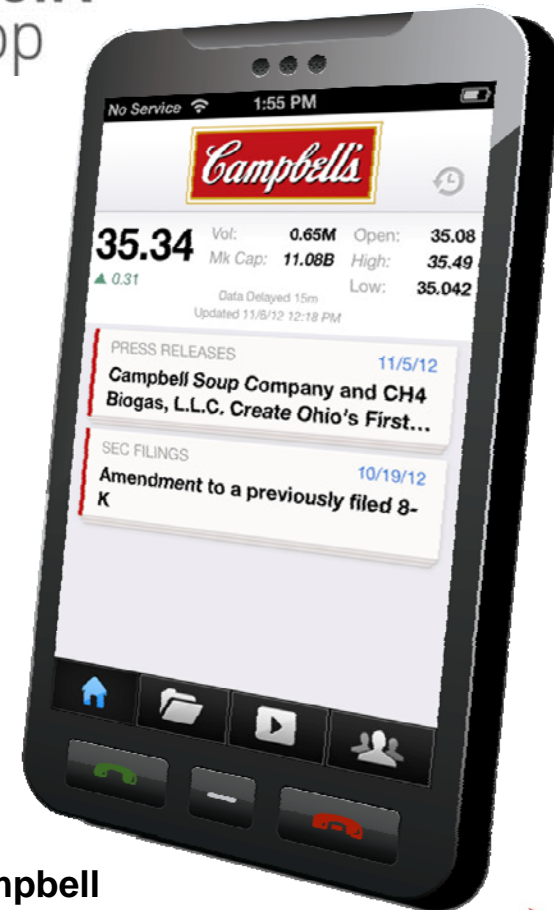 No Service 1:55 PM
Campbell's
35.34 Vol: 0.65M Open: 35.08
Mk Cap: 11.08B High: 35.49
0.31 Low: 35.042
Data Delayed 15m
Updated 11/6/12 12:18 PM
PRESS RELEASES 11/5/12
Campbell Soup Company and CH4
Biogas, L.L.C. Create Ohio's First...
SEC FILINGS 10/19/12
Amendment to a previously filed 8-
K